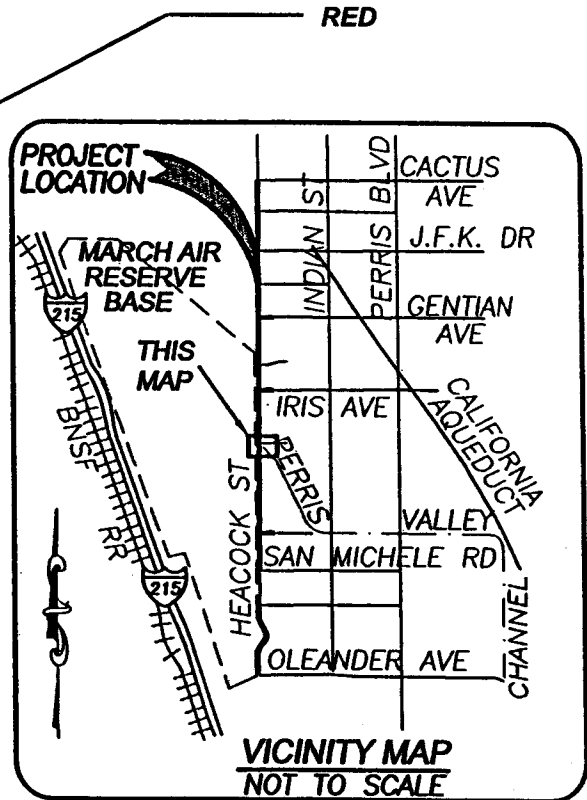 RED
PROJECT
LOCATION
CACTUS
AVE
INDIAN ST
PERRIS BLVD
J.F.K. DR
MARCH AIR
RESERVE
BASE
215
GENTIAN
AVE
THIS
MAP
IRIS AVE
CALIFORNIA
AQUEDUCT
BNSF
RR
HEACOCK ST
PERRIS
VALLEY
CHANNEL
SAN MICHELE RD
215
OLEANDER AVE
VICINITY MAP
NOT TO SCALE